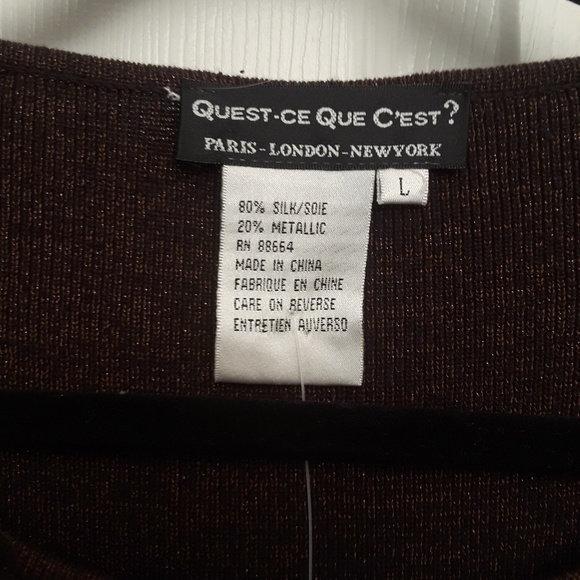 QUEST-CE QUE C'EST?
PARIS-LONDON-NEWYORK
L
80% SILK/SOIE
20% METALLIC
RN 88664
MADE IN CHINA
FABRIQUE EN CHINE
CARE ON REVERSE
ENTRETIEN AUVERSO